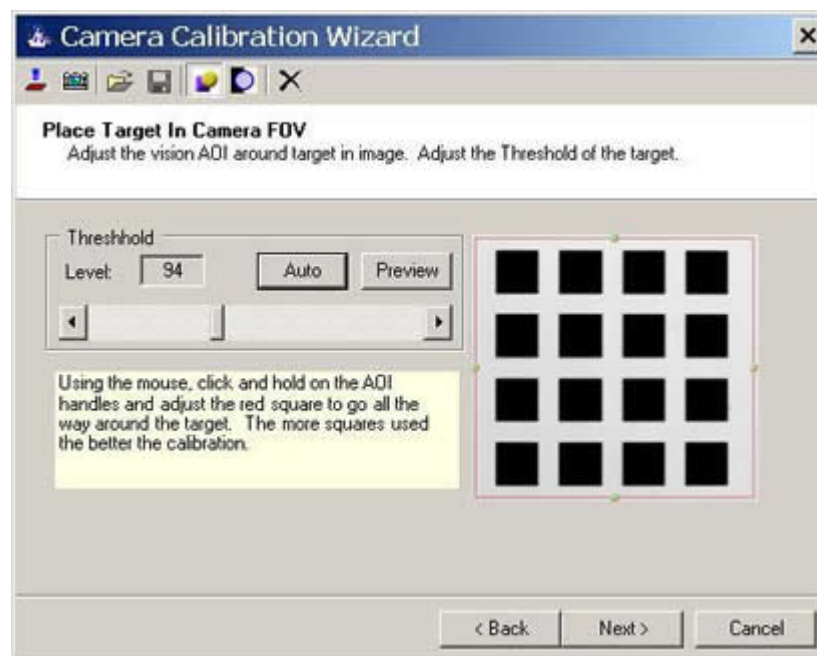 Camera Calibration Wizard
Place Target In Camera FOV
Adjust the vision AOI around target in image. Adjust the Threshold of the target.
Threshhold
Level: 94 Auto Preview
Using the mouse, click and hold on the AOI
handles and adjust the red square to go all the
way around the target. The more squares used
the better the calibration.
< Back Next > Cancel